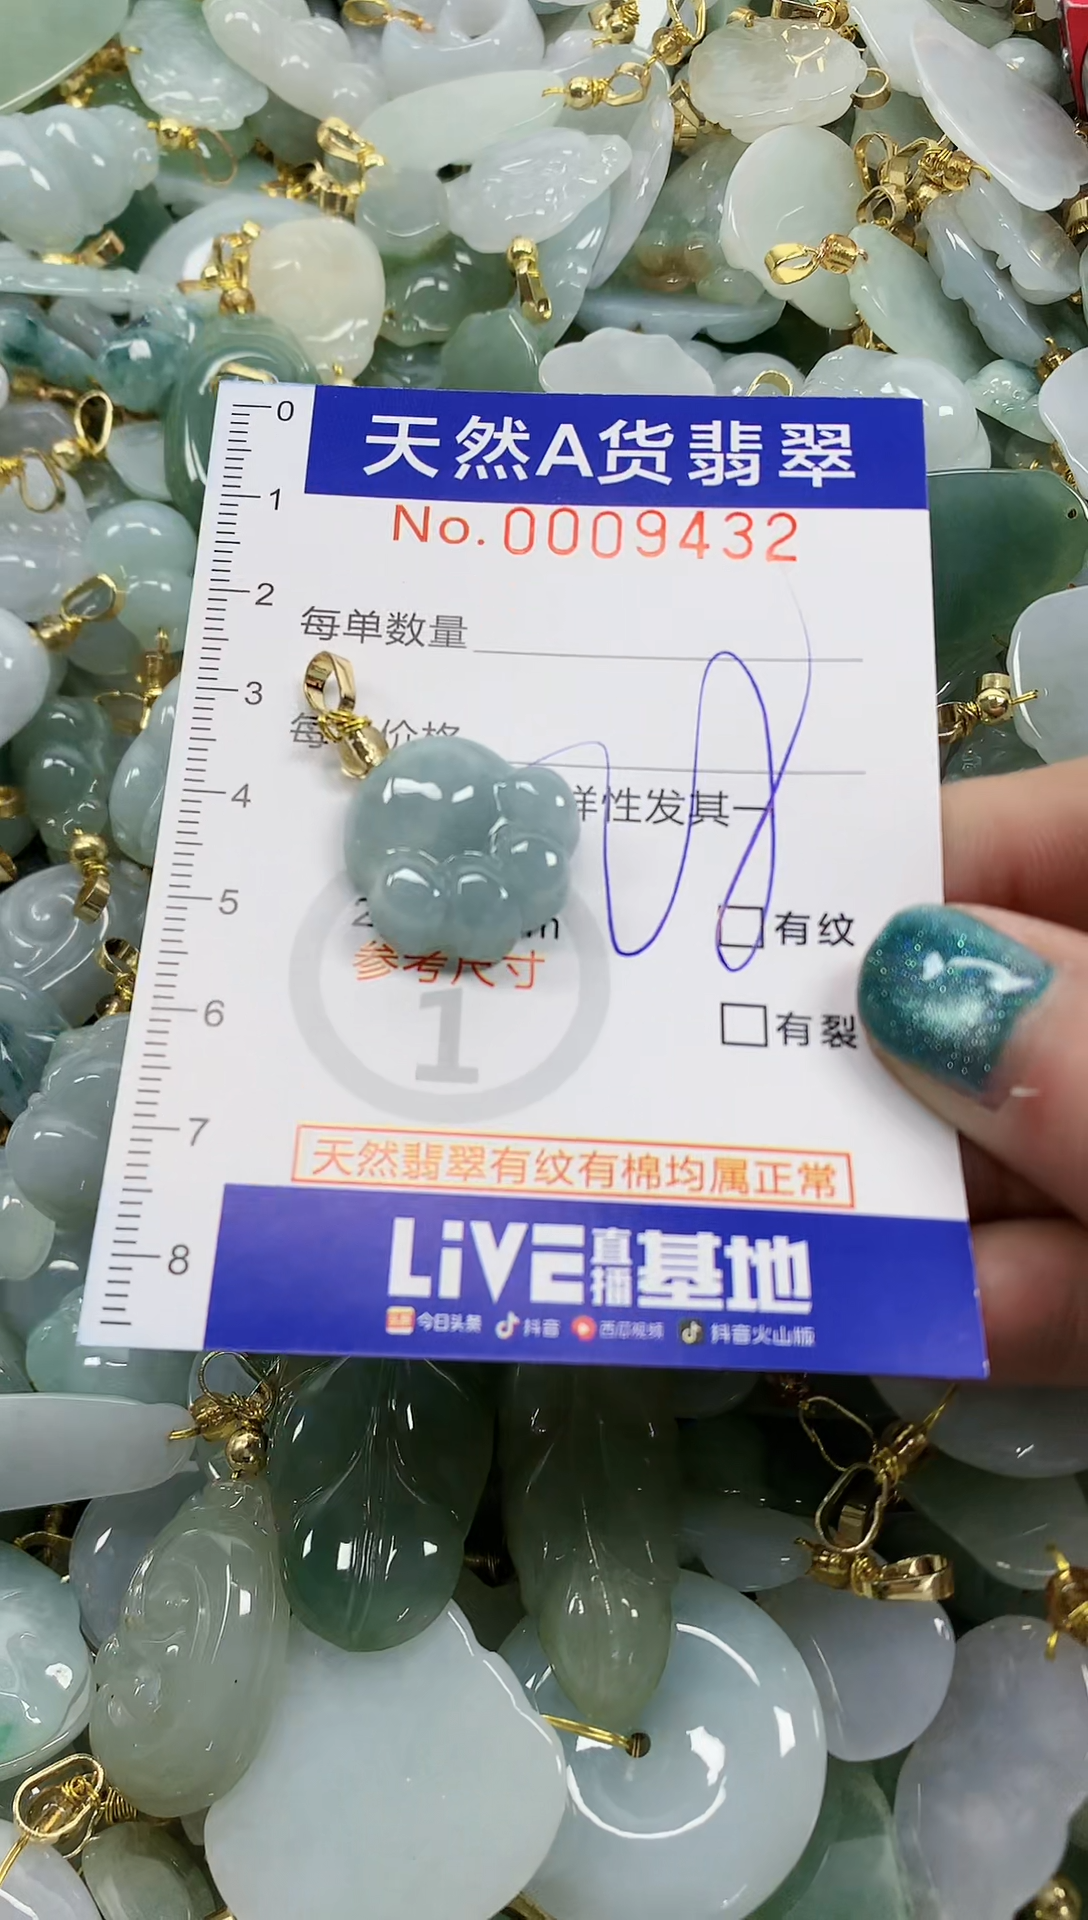 0
天然A货翡翠
1
No.0009432
2
每单数量
3
价格
4
样性发其一
5
有纹
参考尺寸
6
1
有裂
7
天然翡翠有纹有棉均属正常
8
LiVE直播基地
今日头条 抖音 西瓜视频 抖音火山版